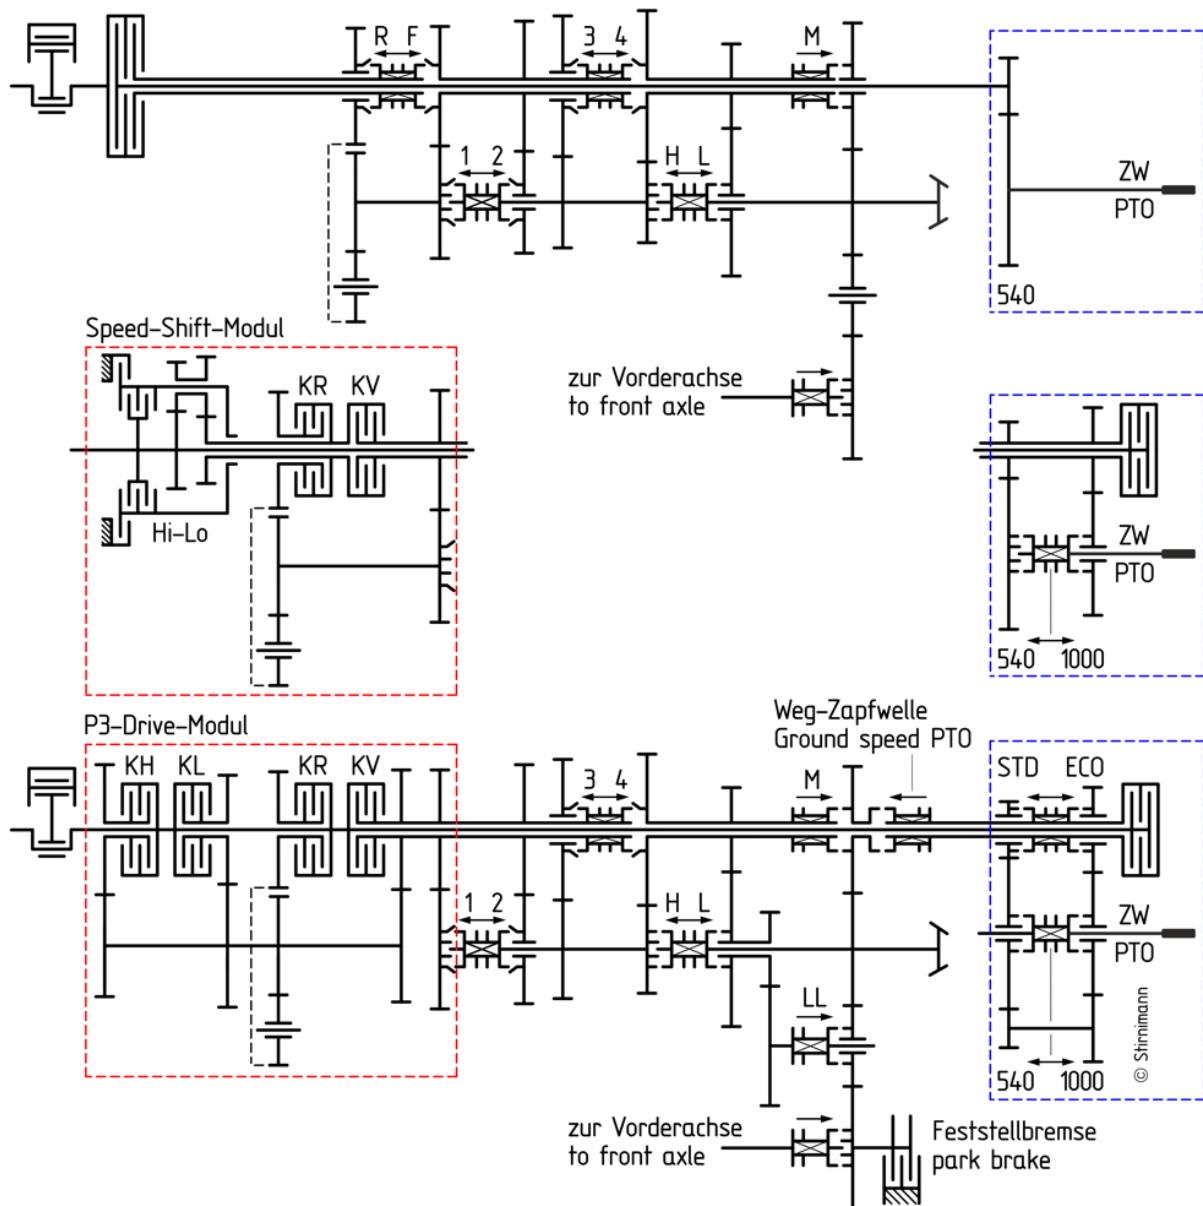 R F
3 4
M
1 2
H L
ZW
PTO
540
Speed-Shift-Modul
KR KV
Hi-Lo
zur Vorderachse
to front axle
ZW
PTO
540 1000
P3-Drive-Modul
Weg-Zapfwelle
Ground speed PTO
KH KL KR KV
3 4
M
STD ECO
1 2
H L
ZW
PTO
LL
540 1000
© Stirnimann
zur Vorderachse
to front axle
Feststellbremse
park brake